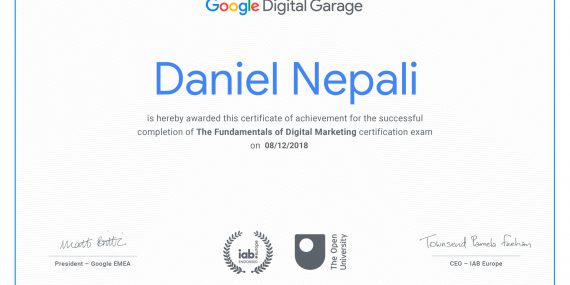 Google Digital Garage
Daniel Nepali
is hereby awarded this certificate of achievement for the successful
completion of The Fundamentals of Digital Marketing certification exam
on 08/12/2018
Townsend Pamela Feehan
iab europe
ENDORSED
The Open
University
President – Google EMEA
CEO – IAB Europe